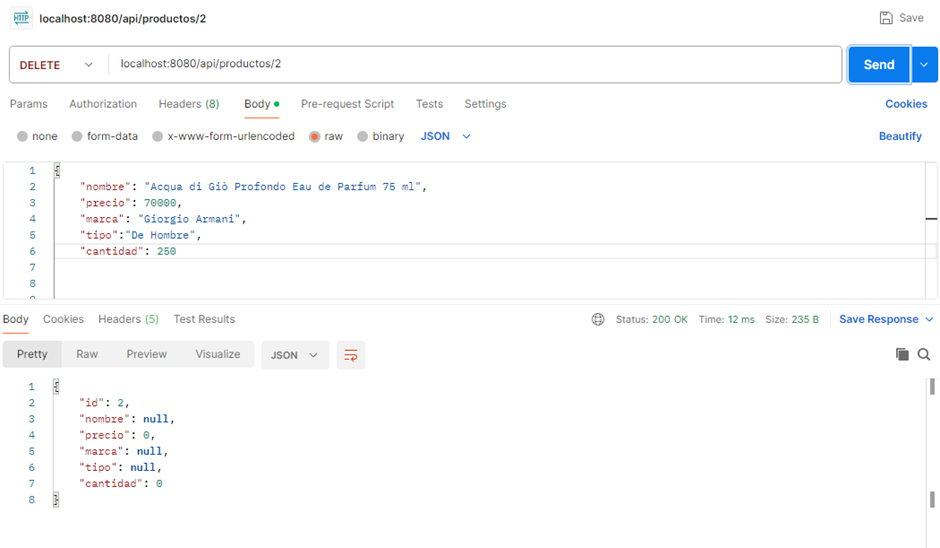 HTTP localhost:8080/api/productos/2 Save
DELETE localhost:8080/api/productos/2 Send
Params Authorization Headers (8) Body Pre-request Script Tests Settings Cookies
none form-data x-www-form-urlencoded raw binary JSON Beautify
1 {
2 "nombre": "Acqua di Giò Profondo Eau de Parfum 75 ml",
3 "precio": 70000,
4 "marca": "Giorgio Armani",
5 "tipo":"De Hombre",
6 "cantidad": 250
7
8
Body Cookies Headers (5) Test Results Status: 200 OK Time: 12 ms Size: 235 B Save Response
Pretty Raw Preview Visualize JSON
1 {
2 "id": 2,
3 "nombre": null,
4 "precio": 0,
5 "marca": null,
6 "tipo": null,
7 "cantidad": 0
8 }